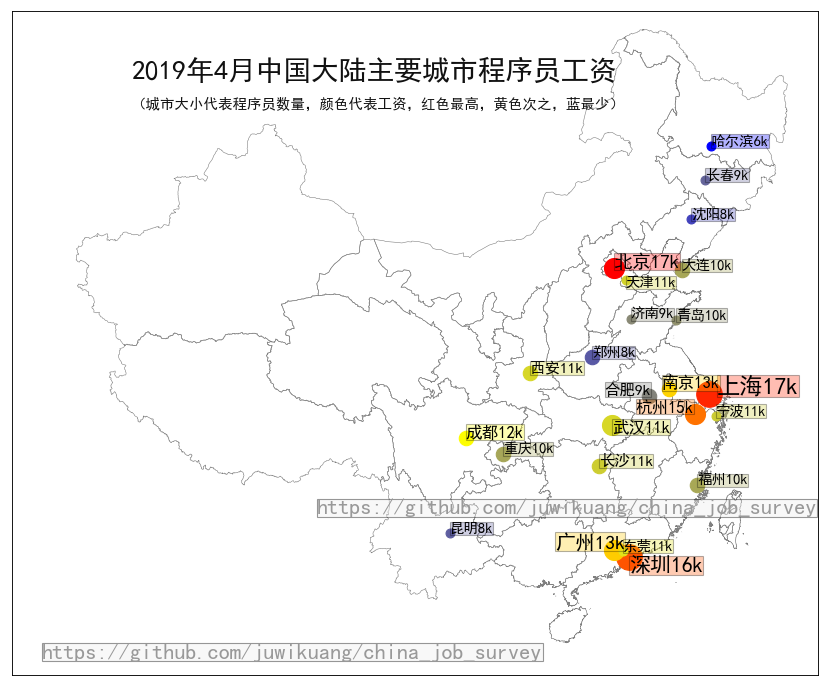 2019年4月中国大陆主要城市程序员工资
(城市大小代表程序员数量，颜色代表工资，红色最高，黄色次之，蓝最少)
哈尔滨6k
长春9k
沈阳8k
北京17k
大连10k
天津11k
济南9k
青岛10k
郑州8k
西安11k
合肥9k
南京13k
上海17k
杭州15k
宁波11k
武汉11k
成都12k
重庆10k
长沙11k
福州10k
https://github.com/juwikuang/china_job_survey
昆明8k
广州13k
东莞11k
深圳16k
https://github.com/juwikuang/china_job_survey